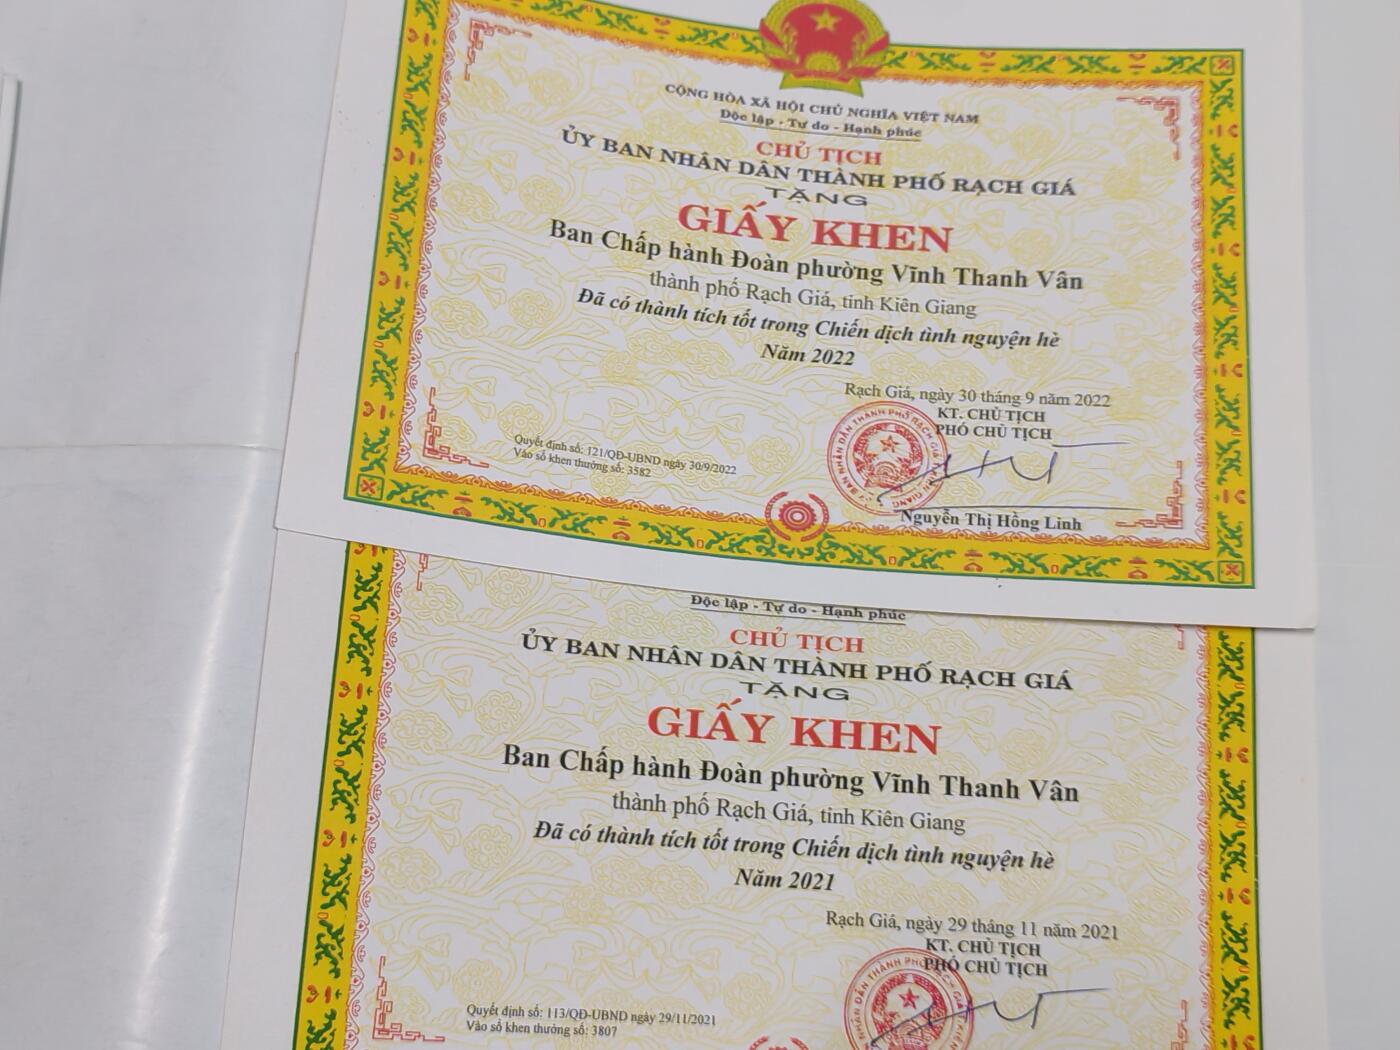 CỘNG HÒA XÃ HỘI CHỦ NGHĨA VIỆT NAM
Độc lập - Tự do - Hạnh phúc
CHỦ TỊCH
ỦY BAN NHÂN DÂN THÀNH PHỐ RẠCH GIÁ
TẶNG
GIẤY KHEN
Ban Chấp hành Đoàn phường Vĩnh Thanh Vân
thành phố Rạch Giá, tỉnh Kiên Giang
Đã có thành tích tốt trong Chiến dịch tình nguyện hè
Năm 2022
Rạch Giá, ngày 30 tháng 9 năm 2022
KT. CHỦ TỊCH
PHÓ CHỦ TỊCH
Quyết định số: 121/QĐ-UBND ngày 30/9/2022
Vào sổ khen thưởng số: 3582
Nguyễn Thị Hồng Linh
Độc lập - Tự do - Hạnh phúc
CHỦ TỊCH
ỦY BAN NHÂN DÂN THÀNH PHỐ RẠCH GIÁ
TẶNG
GIẤY KHEN
Ban Chấp hành Đoàn phường Vĩnh Thanh Vân
thành phố Rạch Giá, tỉnh Kiên Giang
Đã có thành tích tốt trong Chiến dịch tình nguyện hè
Năm 2021
Rạch Giá, ngày 29 tháng 11 năm 2021
KT. CHỦ TỊCH
PHÓ CHỦ TỊCH
Quyết định số: 113/QĐ-UBND ngày 29/11/2021
Vào sổ khen thưởng số: 3807